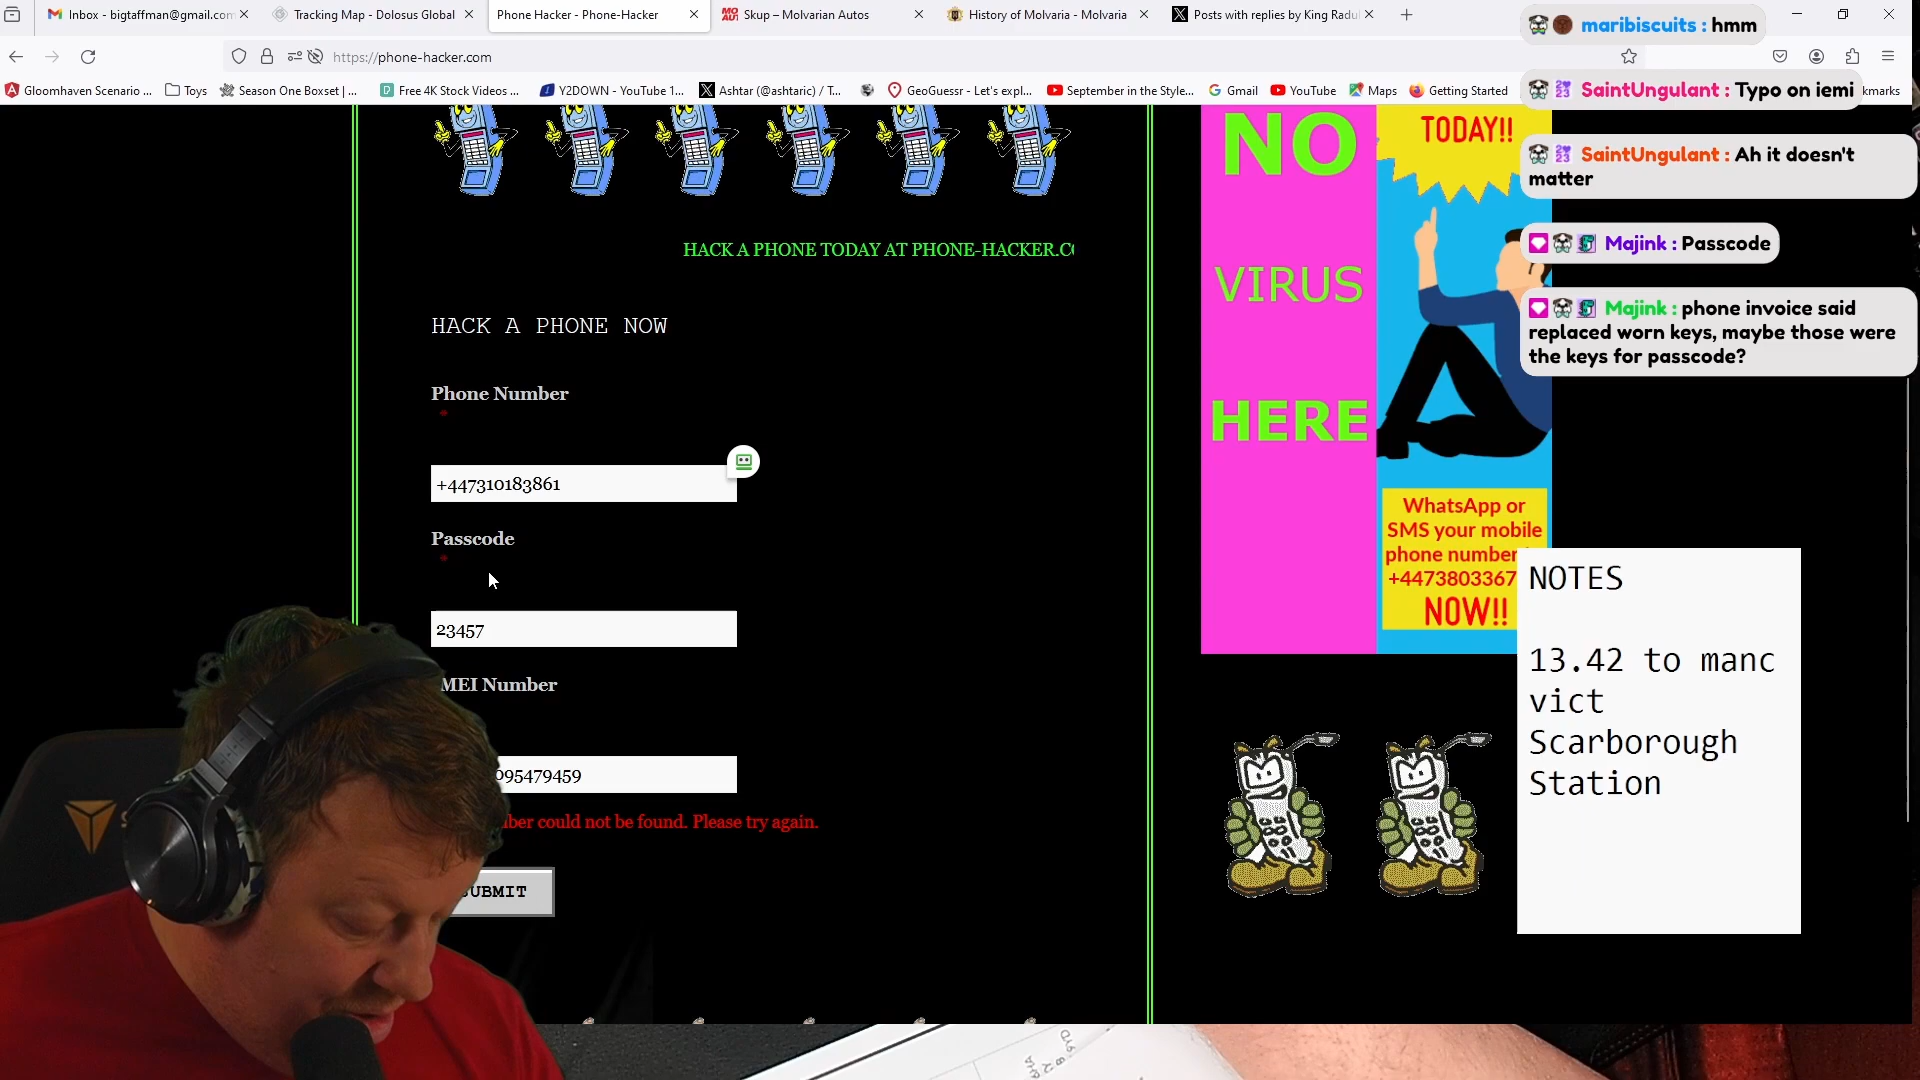 Inbox - bigtaffman@gmail.com
Tracking Map - Dolosus Global
Phone Hacker - Phone-Hacker
Skup – Molvarian Autos
History of Molvaria - Molvaria
Posts with replies by King Radu
https://phone-hacker.com
Gloomhaven Scenario ...
Toys
Season One Boxset | ...
Free 4K Stock Videos ...
Y2DOWN - YouTube 1...
Ashtar (@ashtaric) / T...
GeoGuessr - Let's expl...
September in the Style...
Gmail
YouTube
Maps
Getting Started
kmarks
maribiscuits : hmm
SaintUngulant : Typo on iemi
SaintUngulant : Ah it doesn't
matter
Majink : Passcode
Majink : phone invoice said
replaced worn keys, maybe those were
the keys for passcode?
HACK A PHONE TODAY AT PHONE-HACKER.CO
HACK A PHONE NOW
Phone Number
+447310183861
Passcode
23457
MEI Number
095479459
ber could not be found. Please try again.
SUBMIT
NO
VIRUS
HERE
TODAY!!
WhatsApp or
SMS your mobile
phone number
+4473803367
NOW!!
NOTES
13.42 to manc
vict
Scarborough
Station